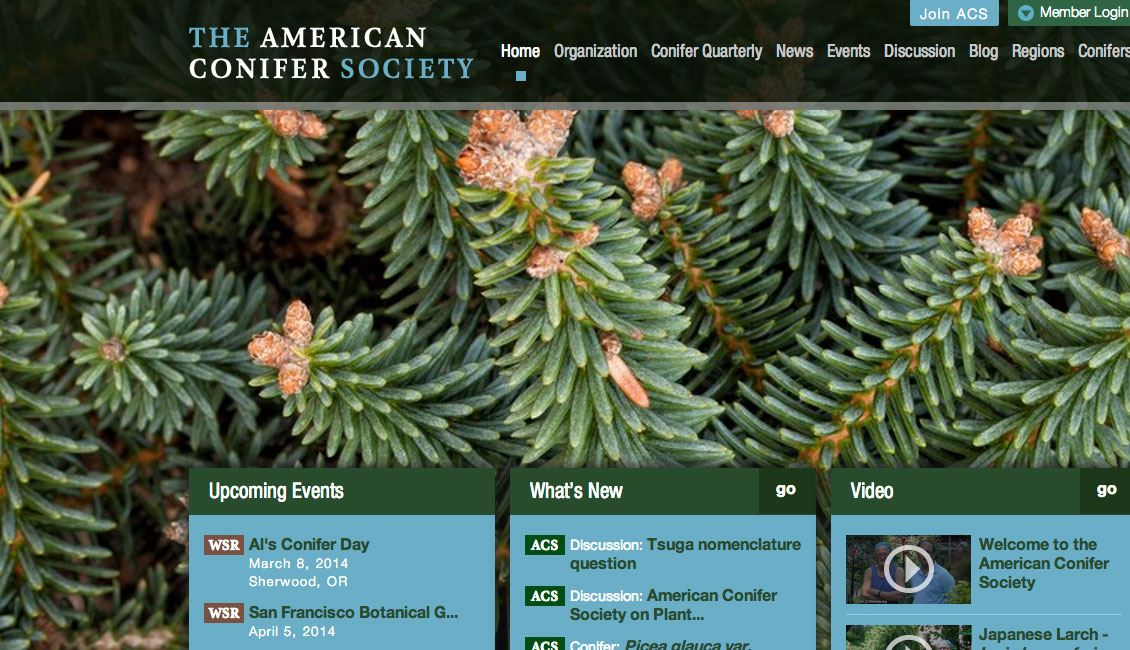 Join ACS
Member Login
THE AMERICAN
CONIFER SOCIETY
Home Organization Conifer Quarterly News Events Discussion Blog Regions Conifers
Upcoming Events
WSR Al's Conifer Day
March 8, 2014
Sherwood, OR
WSR San Francisco Botanical G...
April 5, 2014
What's New go
ACS Discussion: Tsuga nomenclature
question
ACS Discussion: American Conifer
Society on Plant...
ACS Conifer: Picea glauca var.
Video go
Welcome to the
American Conifer
Society
Japanese Larch -